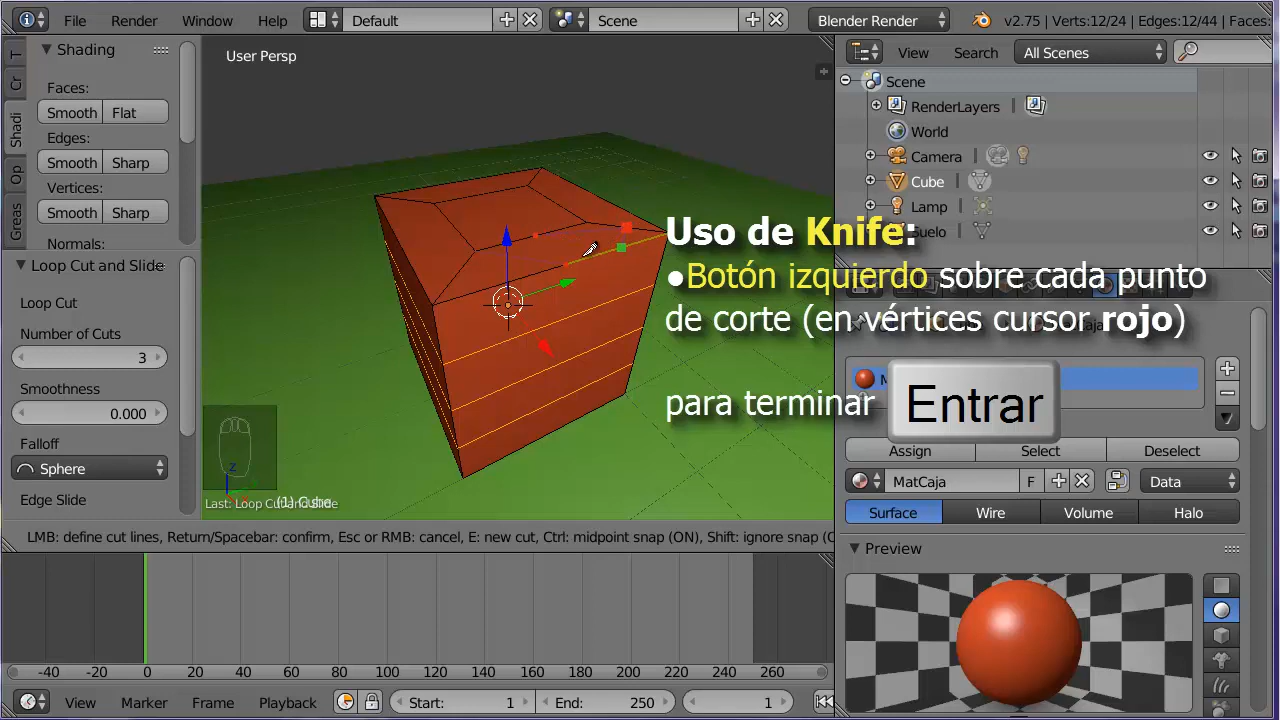 File Render Window Help Default Scene Blender Render v2.75 | Verts:12/24 | Edges:12/44 | Faces:
Shading
Faces:
Smooth Flat
Edges:
Smooth Sharp
Vertices:
Smooth Sharp
Normals:
T
Cr
Shadi
Op
Greas
Loop Cut and Slide
Loop Cut
Number of Cuts
3
Smoothness
0.000
Falloff
Sphere
Edge Slide
User Persp
Z
Last: Loop Cut and Slide
(1) Cube
LMB: define cut lines, Return/Spacebar: confirm, Esc or RMB: cancel, E: new cut, Ctrl: midpoint snap (ON), Shift: ignore snap (O
-40 -20 0 20 40 60 80 100 120 140 160 180 200 220 240 260
View Marker Frame Playback Start: 1 End: 250 1
View Search All Scenes
Scene
RenderLayers
World
Camera
Cube
Lamp
Suelo
Uso de Knife:
•Botón izquierdo sobre cada punto
de corte (en vértices cursor rojo)
para terminar Entrar
Assign Select Deselect
MatCaja F Data
Surface Wire Volume Halo
Preview